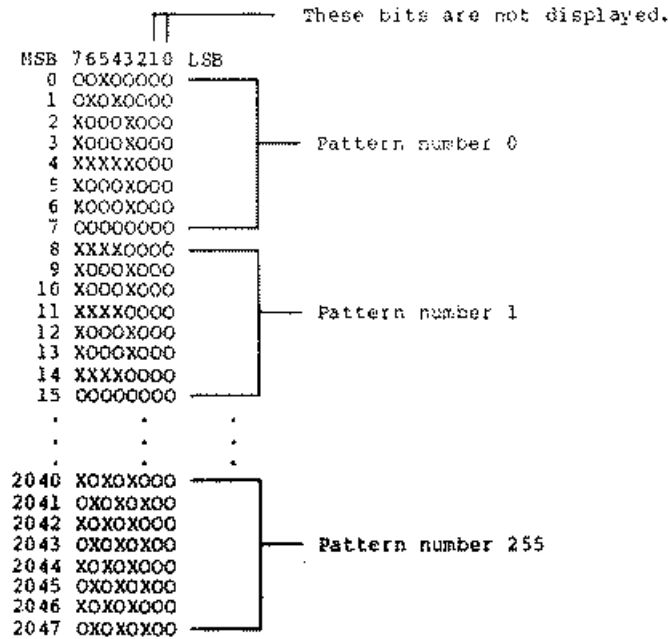 These bits are not displayed.
MSB 76543210 LSB
0 OOXOOOOO
1 OXOXOOOO
2 XOOOXOOO
3 XOOOXOOO Pattern number 0
4 XXXXXOOO
5 XOOOXOOO
6 XOOOXOOO
7 OOOOOOOO
8 XXXXOOOO
9 XOOOXOOO
10 XOOOXOOO
11 XXXXOOOO Pattern number 1
12 XOOOXOOO
13 XOOOXOOO
14 XXXXOOOO
15 OOOOOOOO
2040 XOXOXOOO
2041 OXOXOXOO
2042 XOXOXOOO
2043 OXOXOXOO Pattern number 255
2044 XOXOXOOO
2045 OXOXOXOO
2046 XOXOXOOO
2047 OXOXOXOO